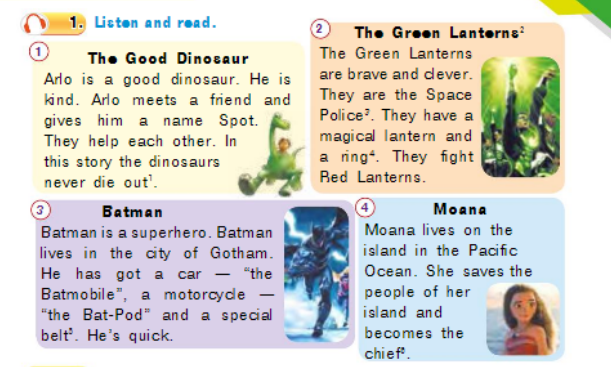 1. Listen and read.
1
The Good Dinosaur
Arlo is a good dinosaur. He is
kind. Arlo meets a friend and
gives him a name Spot.
They help each other. In
this story the dinosaurs
never die out¹.
2
The Green Lanterns²
The Green Lanterns
are brave and clever.
They are the Space
Police³. They have a
magical lantern and
a ring⁴. They fight
Red Lanterns.
3
Batman
Batman is a superhero. Batman
lives in the city of Gotham.
He has got a car — “the
Batmobile”, a motorcycle —
“the Bat-Pod” and a special
belt⁵. He’s quick.
4
Moana
Moana lives on the
island in the Pacific
Ocean. She saves the
people of her
island and
becomes the
chief⁶.